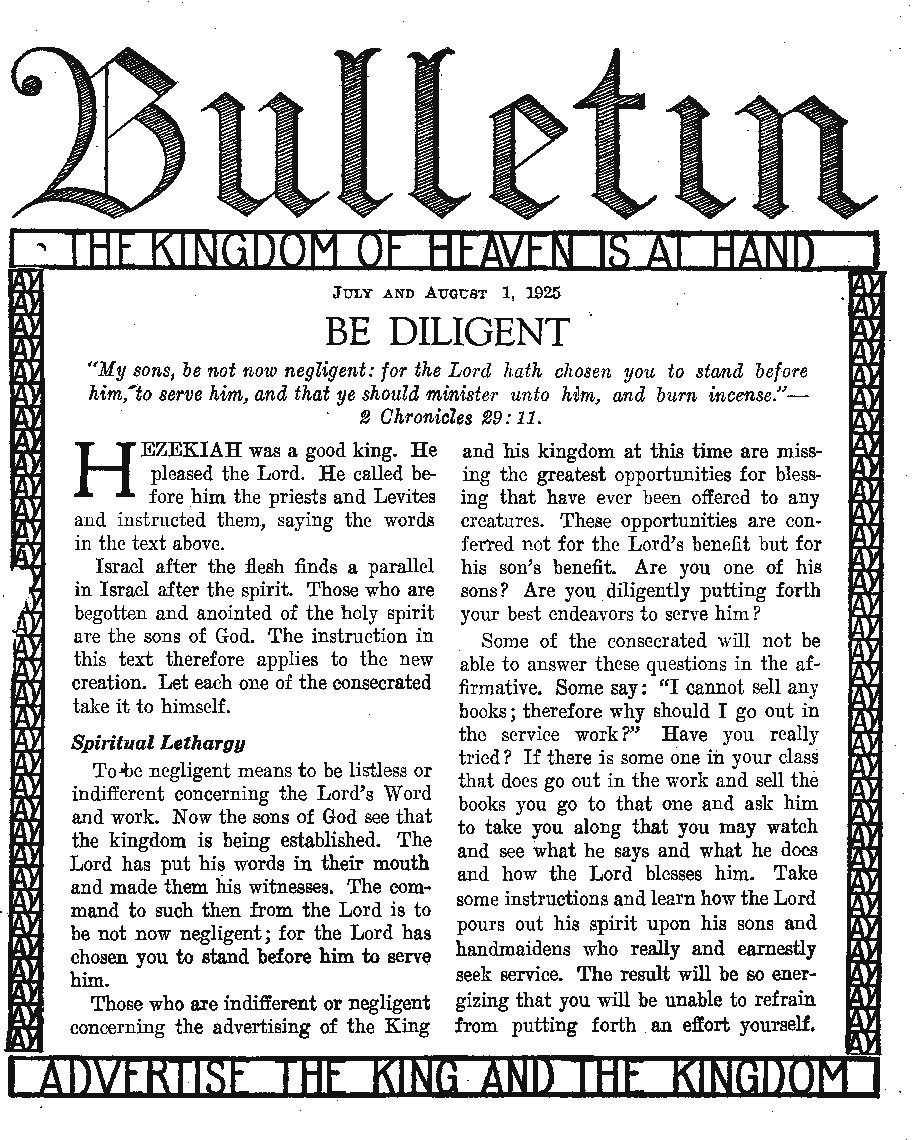 Bulletin
THE KINGDOM OF HEAVEN IS AT HAND
JULY AND AUGUST 1, 1925
BE DILIGENT
"My sons, be not now negligent: for the Lord hath chosen you to stand before
him, to serve him, and that ye should minister unto him, and burn incense."—
2 Chronicles 29:11.
HEZEKIAH was a good king. He
pleased the Lord. He called be-
fore him the priests and Levites
and instructed them, saying the words
in the text above.
Israel after the flesh finds a parallel
in Israel after the spirit. Those who are
begotten and anointed of the holy spirit
are the sons of God. The instruction in
this text therefore applies to the new
creation. Let each one of the consecrated
take it to himself.
Spiritual Lethargy
To be negligent means to be listless or
indifferent concerning the Lord's Word
and work. Now the sons of God see that
the kingdom is being established. The
Lord has put his words in their mouth
and made them his witnesses. The com-
mand to such then from the Lord is to
be not now negligent; for the Lord has
chosen you to stand before him to serve
him.
Those who are indifferent or negligent
concerning the advertising of the King
and his kingdom at this time are miss-
ing the greatest opportunities for bless-
ing that have ever been offered to any
creatures. These opportunities are con-
ferred not for the Lord's benefit but for
his son's benefit. Are you one of his
sons? Are you diligently putting forth
your best endeavors to serve him?
Some of the consecrated will not be
able to answer these questions in the af-
firmative. Some say: "I cannot sell any
books; therefore why should I go out in
the service work?" Have you really
tried? If there is some one in your class
that does go out in the work and sell the
books you go to that one and ask him
to take you along that you may watch
and see what he says and what he does
and how the Lord blesses him. Take
some instructions and learn how the Lord
pours out his spirit upon his sons and
handmaidens who really and earnestly
seek service. The result will be so ener-
gizing that you will be unable to refrain
from putting forth an effort yourself.
ADVERTISE THE KING AND THE KINGDOM